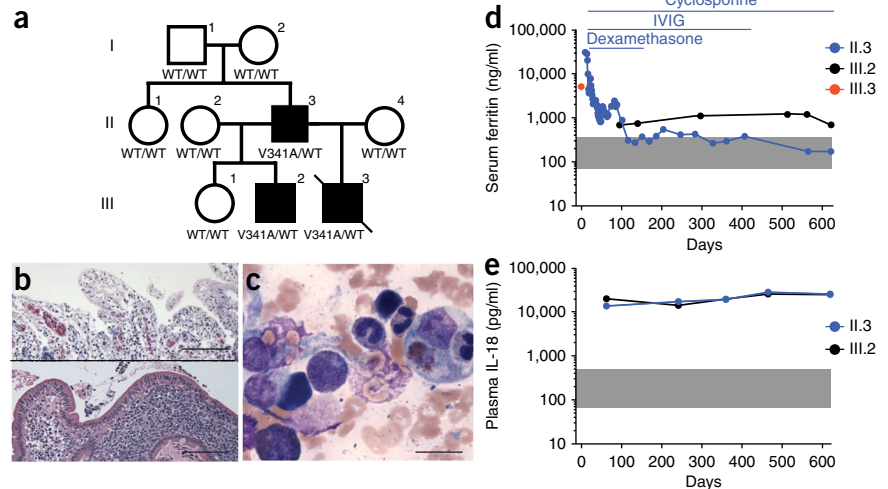 a
I
1
2
WT/WT
WT/WT
II
1
2
3
4
WT/WT
WT/WT
V341A/WT
WT/WT
III
1
2
3
WT/WT
V341A/WT
V341A/WT
b
c
d
Cyclosporine
IVIG
Dexamethasone
Serum ferritin (ng/ml)
100,000
10,000
1,000
100
10
0
100
200
300
400
500
600
Days
II.3
III.2
III.3
e
Plasma IL-18 (pg/ml)
100,000
10,000
1,000
100
10
0
100
200
300
400
500
600
Days
II.3
III.2